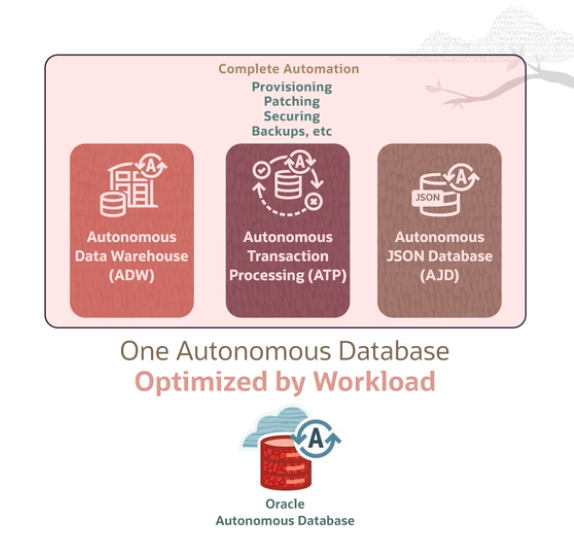 Complete Automation
Provisioning
Patching
Securing
Backups, etc
A
Autonomous
Data Warehouse
(ADW)
A
Autonomous
Transaction
Processing (ATP)
A
JSON
Autonomous
JSON Database
(AJD)
One Autonomous Database
Optimized by Workload
A
Oracle
Autonomous Database